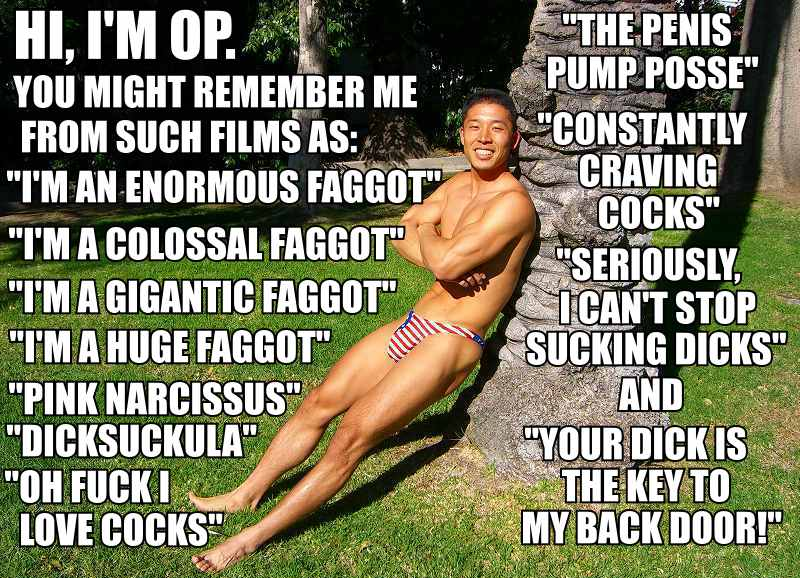 HI, I'M OP.
YOU MIGHT REMEMBER ME
FROM SUCH FILMS AS:
"I'M AN ENORMOUS FAGGOT"
"I'M A COLOSSAL FAGGOT"
"I'M A GIGANTIC FAGGOT"
"I'M A HUGE FAGGOT"
"PINK NARCISSUS"
"DICKSUCKULA"
"OH FUCK I
LOVE COCKS"
"THE PENIS
PUMP POSSE"
"CONSTANTLY
CRAVING
COCKS"
"SERIOUSLY,
I CAN'T STOP
SUCKING DICKS"
AND
"YOUR DICK IS
THE KEY TO
MY BACK DOOR!"